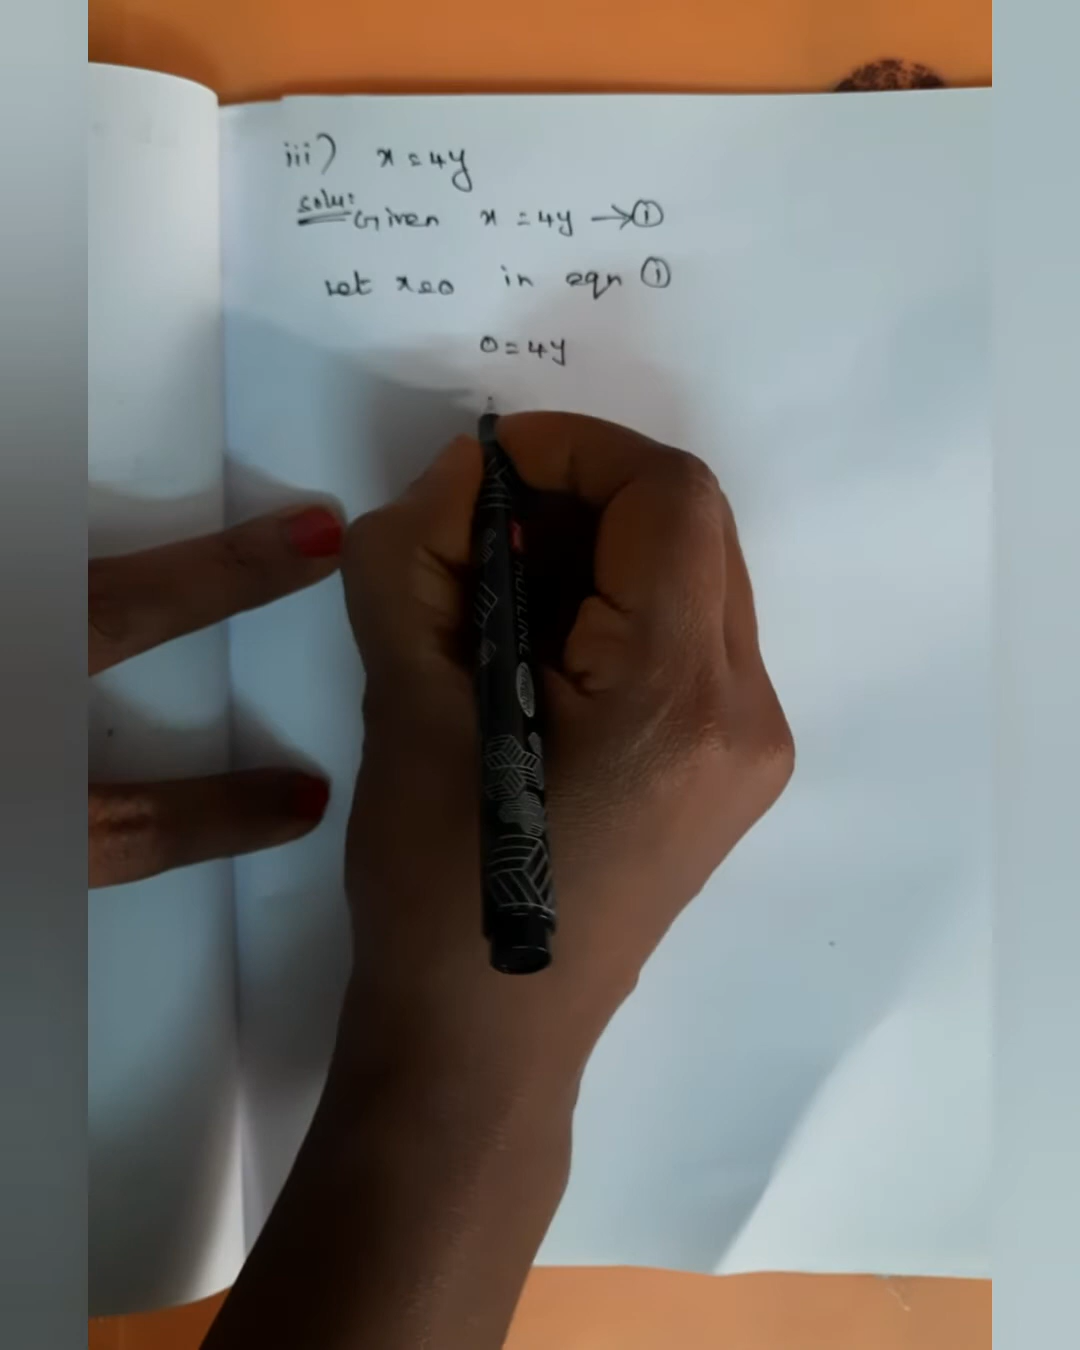 iii) x = 4y
Solu:
Given x = 4y → ①
Let x = 0 in eqn ①
0 = 4y